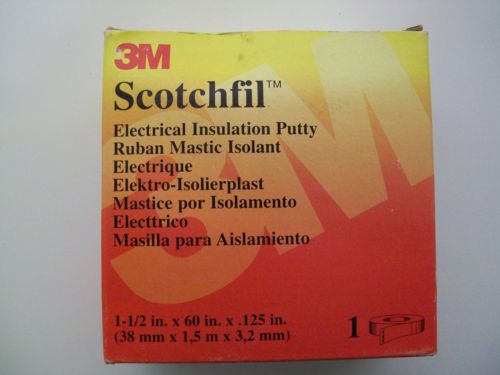 3M
Scotchfil™
Electrical Insulation Putty
Ruban Mastic Isolant
Electrique
Elektro-Isolierplast
Mastice por Isolamento
Electtrico
Masilla para Aislamiento
1-1/2 in. x 60 in. x .125 in.
(38 mm x 1,5 m x 3,2 mm)
1
3M